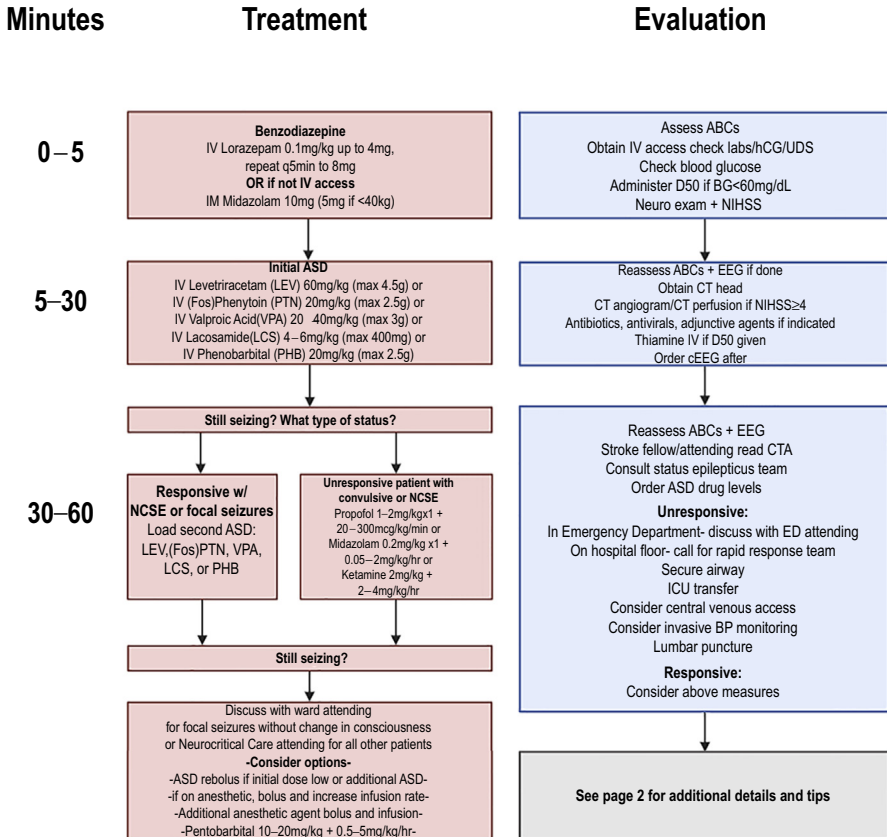 Minutes
Treatment
Evaluation
0–5
Benzodiazepine
IV Lorazepam 0.1mg/kg up to 4mg,
repeat q5min to 8mg
OR if not IV access
IM Midazolam 10mg (5mg if <40kg)
Assess ABCs
Obtain IV access check labs/hCG/UDS
Check blood glucose
Administer D50 if BG<60mg/dL
Neuro exam + NIHSS
5–30
Initial ASD
IV Levetriracetam (LEV) 60mg/kg (max 4.5g) or
IV (Fos)Phenytoin (PTN) 20mg/kg (max 2.5g) or
IV Valproic Acid(VPA) 20 40mg/kg (max 3g) or
IV Lacosamide(LCS) 4–6mg/kg (max 400mg) or
IV Phenobarbital (PHB) 20mg/kg (max 2.5g)
Reassess ABCs + EEG if done
Obtain CT head
CT angiogram/CT perfusion if NIHSS≥4
Antibiotics, antivirals, adjunctive agents if indicated
Thiamine IV if D50 given
Order cEEG after
Still seizing? What type of status?
30–60
Responsive w/
NCSE or focal seizures
Load second ASD:
LEV,(Fos)PTN, VPA,
LCS, or PHB
Unresponsive patient with
convulsive or NCSE
Propofol 1–2mg/kgx1 +
20–300mcg/kg/min or
Midazolam 0.2mg/kg x1 +
0.05–2mg/kg/hr or
Ketamine 2mg/kg +
2–4mg/kg/hr
Reassess ABCs + EEG
Stroke fellow/attending read CTA
Consult status epilepticus team
Order ASD drug levels
Unresponsive:
In Emergency Department- discuss with ED attending
On hospital floor- call for rapid response team
Secure airway
ICU transfer
Consider central venous access
Consider invasive BP monitoring
Lumbar puncture
Responsive:
Consider above measures
Still seizing?
Discuss with ward attending
for focal seizures without change in consciousness
or Neurocritical Care attending for all other patients
-Consider options-
-ASD rebolus if initial dose low or additional ASD-
-if on anesthetic, bolus and increase infusion rate-
-Additional anesthetic agent bolus and infusion-
-Pentobarbital 10–20mg/kg + 0.5–5mg/kg/hr-
See page 2 for additional details and tips